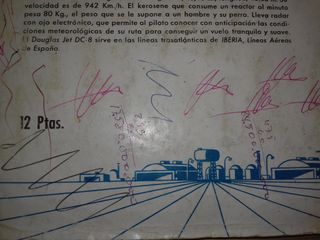 velocidad es de 942 Km./h. El kerosene que consume un reactor al minuto
pesa 80 Kg., el peso que se le supone a un hombre y su perro. Lleva radar
con ojo electrónico, que permite al piloto conocer con anticipación las condi-
ciones meteorológicas de su ruta para conseguir un vuelo tranquilo y suave.
El Douglas Jet DC-8 sirve en las líneas trasatlánticas de IBERIA, Líneas Aéreas
de España.
12 Ptas.